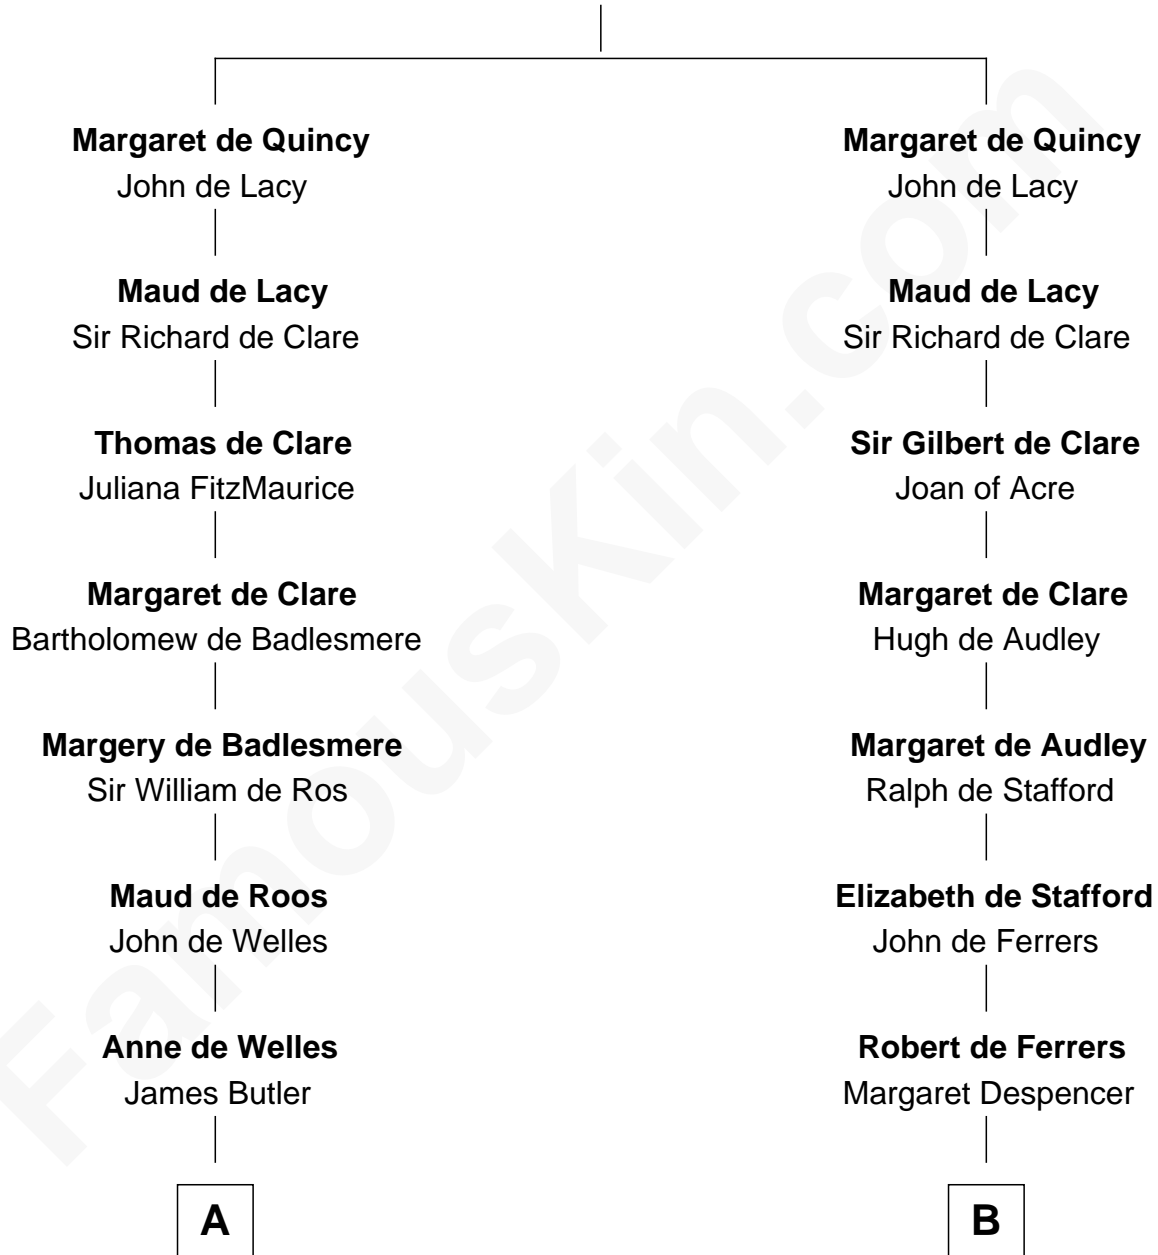 Margaret de Quincy
John de Lacy
Maud de Lacy
Sir Richard de Clare
Thomas de Clare
Juliana FitzMaurice
Margaret de Clare
Bartholomew de Badlesmere
Margery de Badlesmere
Sir William de Ros
Maud de Roos
John de Welles
Anne de Welles
James Butler
A
Margaret de Quincy
John de Lacy
Maud de Lacy
Sir Richard de Clare
Sir Gilbert de Clare
Joan of Acre
Margaret de Clare
Hugh de Audley
Margaret de Audley
Ralph de Stafford
Elizabeth de Stafford
John de Ferrers
Robert de Ferrers
Margaret Despencer
B
FamousKin.com